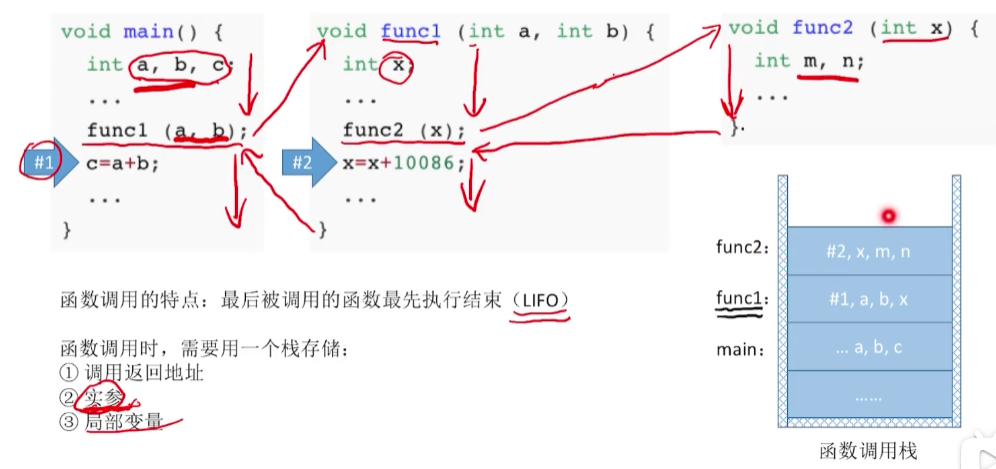 void main() {
int a, b, c;
...
func1 (a, b);
#1
c=a+b;
...
}
void func1 (int a, int b) {
int x;
...
func2 (x);
#2
x=x+10086;
...
}
void func2 (int x) {
int m, n;
...
}
函数调用的特点：最后被调用的函数最先执行结束（LIFO）
函数调用时，需要用一个栈存储：
① 调用返回地址
② 实参
③ 局部变量
func2:
#2, x, m, n
func1:
#1, a, b, x
main:
... a, b, c
......
函数调用栈